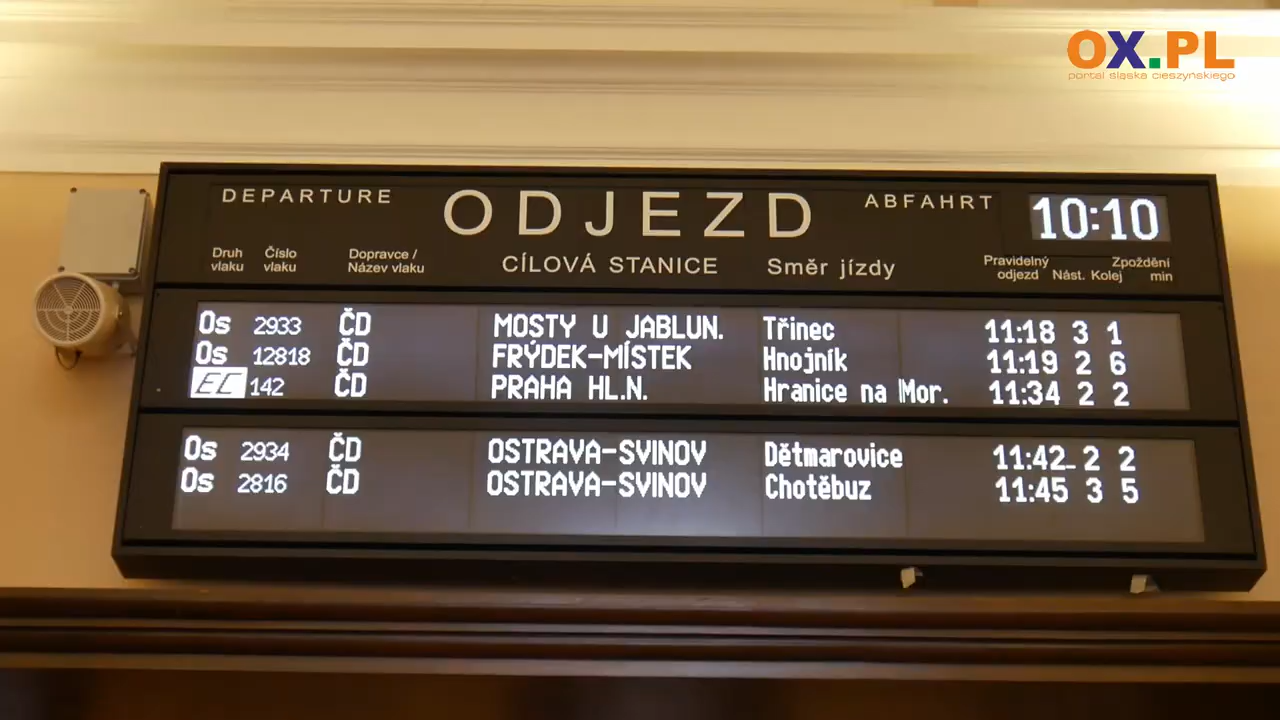 OX.PL
portal śląska cieszyńskiego
DEPARTURE ODJEZD ABFAHRT 10:10
Druh vlaku Číslo vlaku Dopravce / Název vlaku CÍLOVÁ STANICE Směr jízdy Pravidelný odjezd Nást. Kolej Zpoždění min
Os 2933 ČD MOSTY U JABLUN. Třinec 11:18 3 1
Os 12818 ČD FRÝDEK-MÍSTEK Hnojník 11:19 2 6
EC 142 ČD PRAHA HL.N. Hranice na Mor. 11:34 2 2
Os 2934 ČD OSTRAVA-SVINOV Dětmarovice 11:42 2 2
Os 2816 ČD OSTRAVA-SVINOV Chotěbuz 11:45 3 5